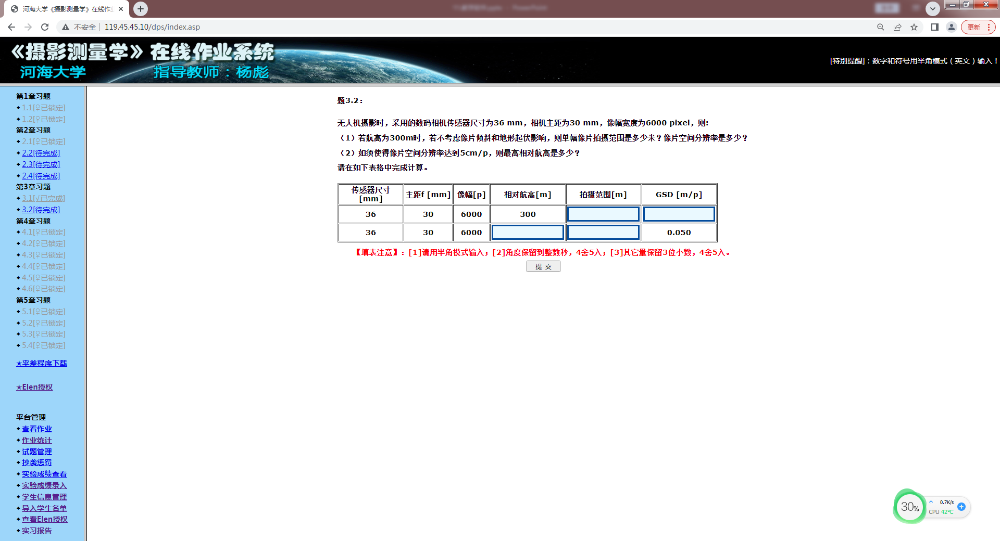 河海大学《摄影测量学》在线作业
不安全 119.45.45.10/dps/index.asp
更新
《摄影测量学》在线作业系统
河海大学 指导教师：杨彪
[特别提醒]：数字和符号用半角模式（英文）输入！
第1章习题
1.1[♀已锁定]
1.2[♀已锁定]
第2章习题
2.1[♀已锁定]
2.2[待完成]
2.3[待完成]
2.4[待完成]
第3章习题
3.1[√已完成]
3.2[待完成]
第4章习题
4.1[♀已锁定]
4.2[♀已锁定]
4.3[♀已锁定]
4.4[♀已锁定]
4.5[♀已锁定]
4.6[♀已锁定]
第5章习题
5.1[♀已锁定]
5.2[♀已锁定]
5.3[♀已锁定]
5.4[♀已锁定]
★平差程序下载
★Elen授权
平台管理
查看作业
作业统计
试题管理
抄袭惩罚
实验成绩查看
实验成绩录入
学生信息管理
导入学生名单
查看Elen授权
实习报告
题3.2：
无人机摄影时，采用的数码相机传感器尺寸为36 mm，相机主距为30 mm，像幅宽度为6000 pixel，则:
（1）若航高为300m时，若不考虑像片倾斜和地形起伏影响，则单幅像片拍摄范围是多少米？像片空间分辨率是多少？
（2）如须使得像片空间分辨率达到5cm/p，则最高相对航高是多少？
请在如下表格中完成计算。
传感器尺寸[mm] 主距f [mm] 像幅[p] 相对航高[m] 拍摄范围[m] GSD [m/p]
36 30 6000 300
36 30 6000 0.050
【填表注意】：[1]请用半角模式输入；[2]角度保留到整数秒，4舍5入；[3]其它量保留3位小数，4舍5入。
提 交
30%
0.7K/s
CPU 42℃